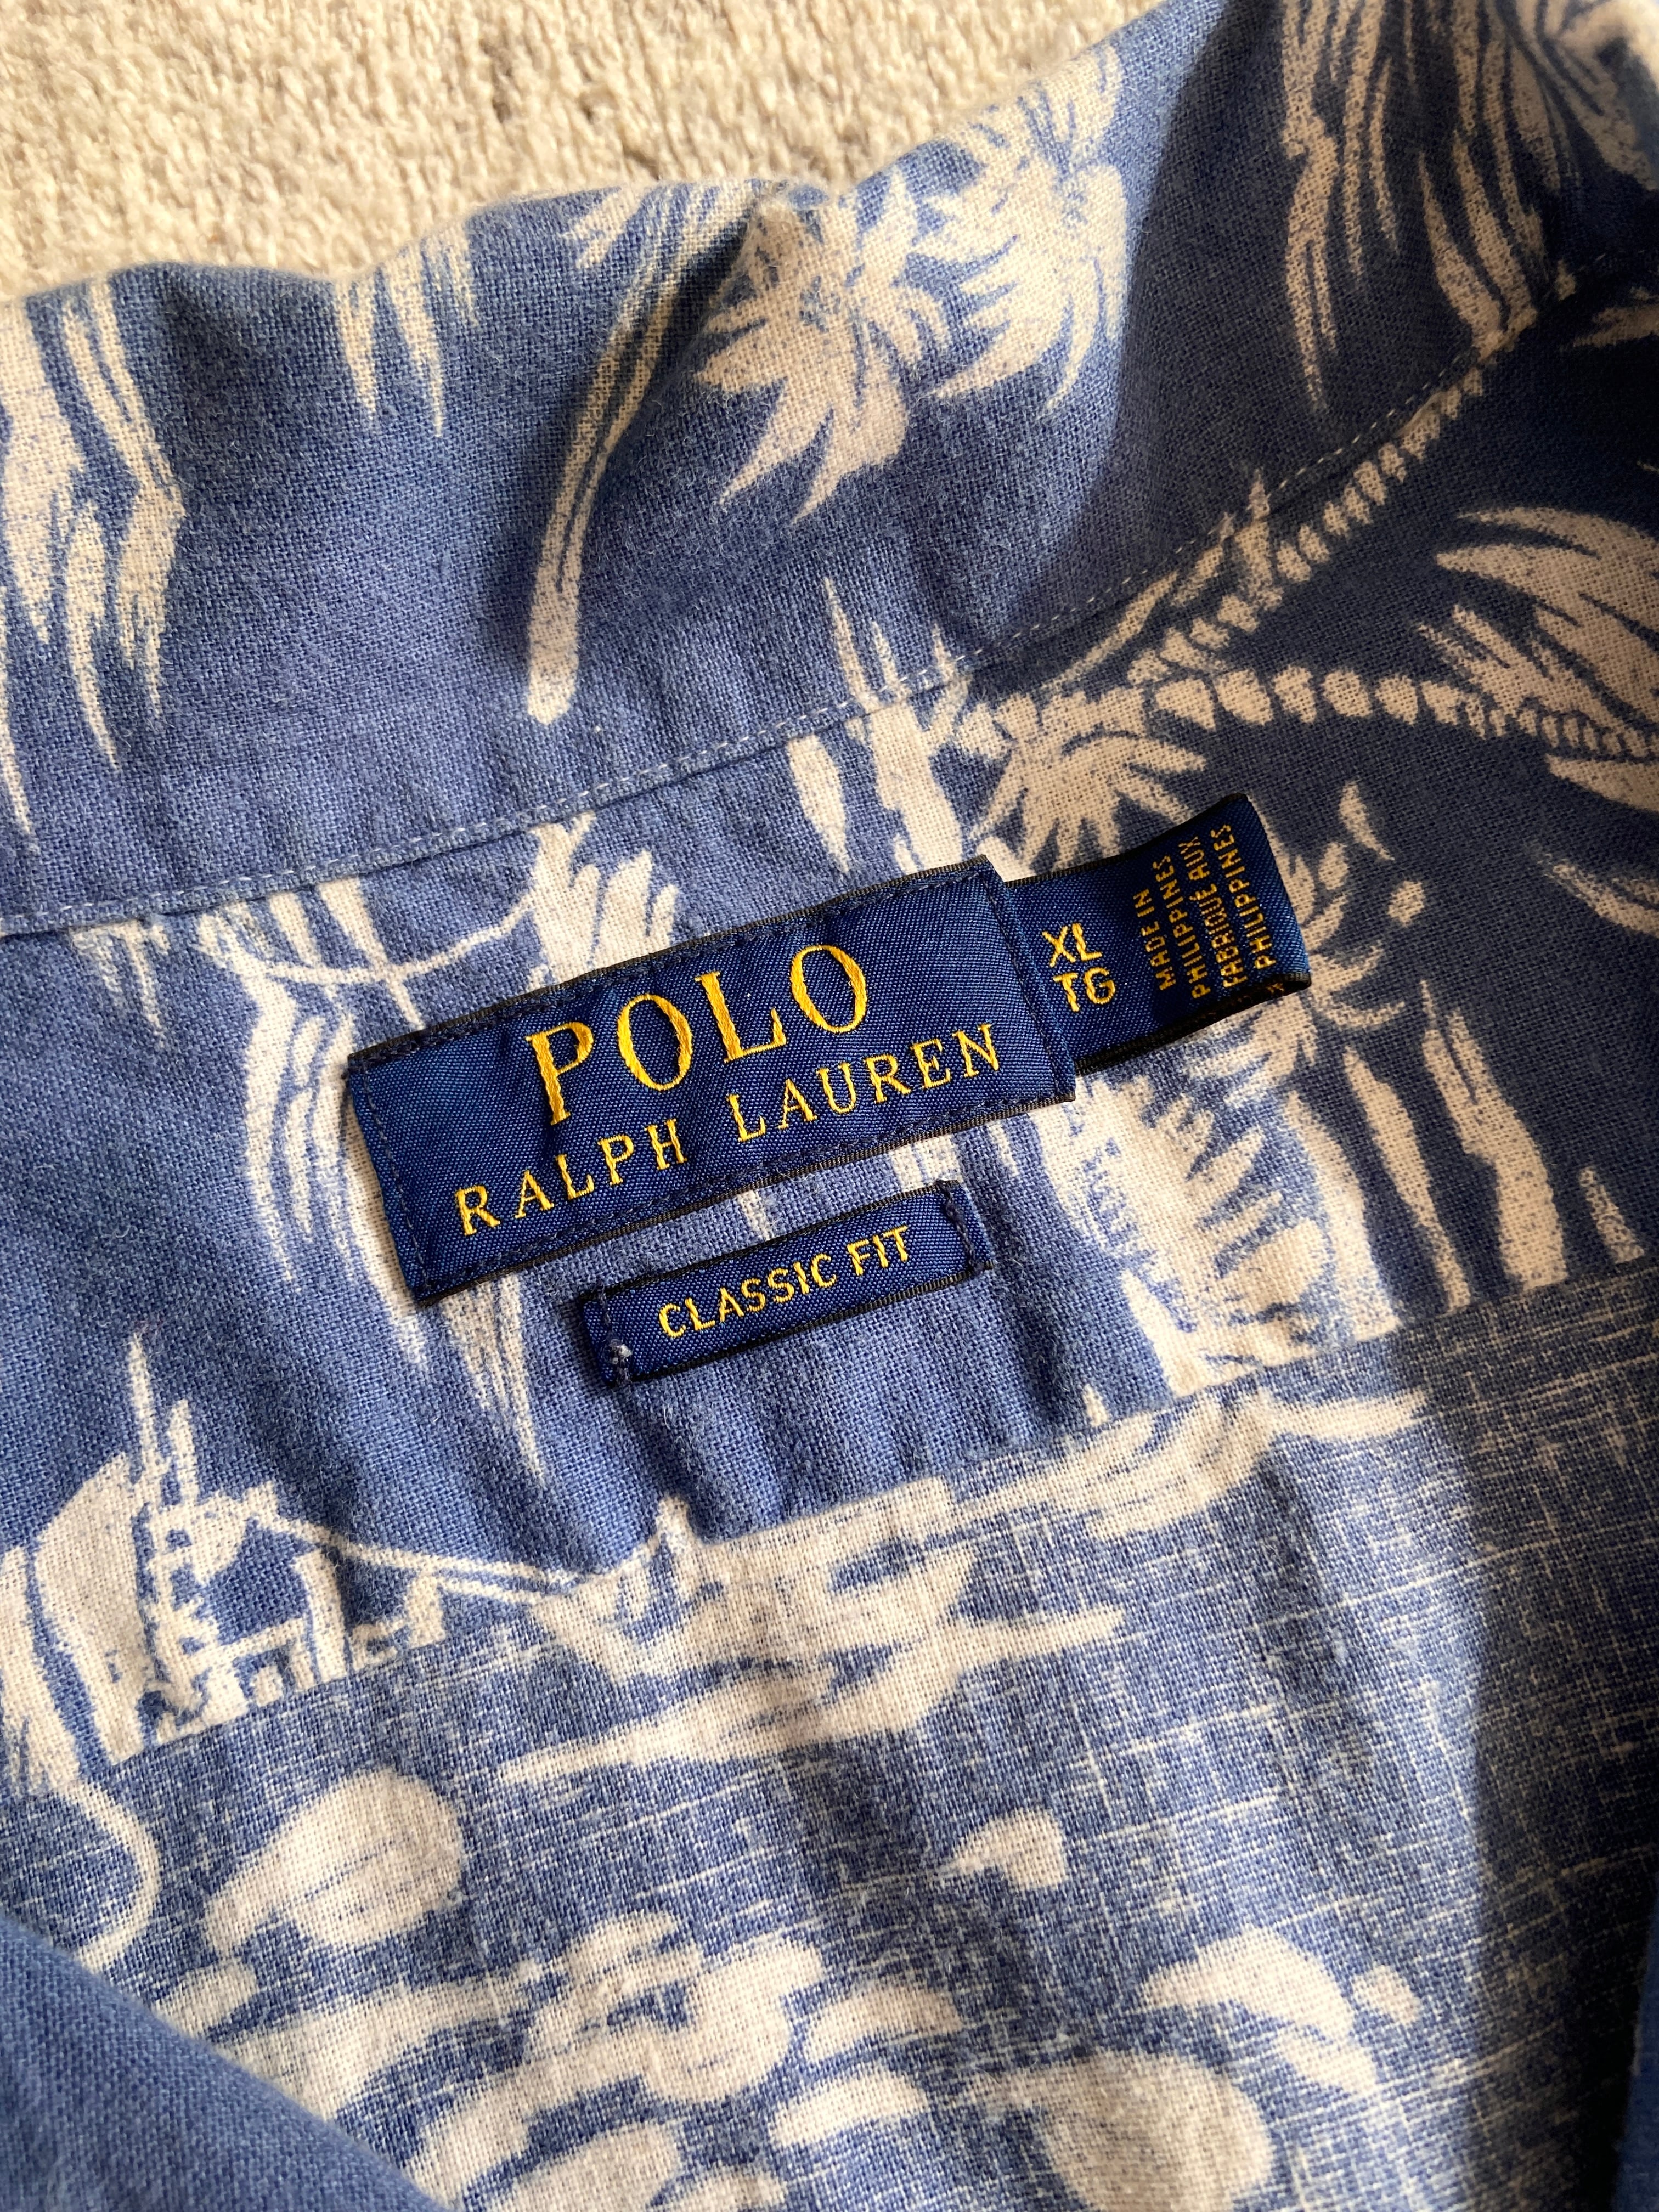 POLO
RALPH LAUREN
XL
TG
MADE IN
PHILIPPINES
FABRIQUÉ AUX
PHILIPPINES
CLASSIC FIT